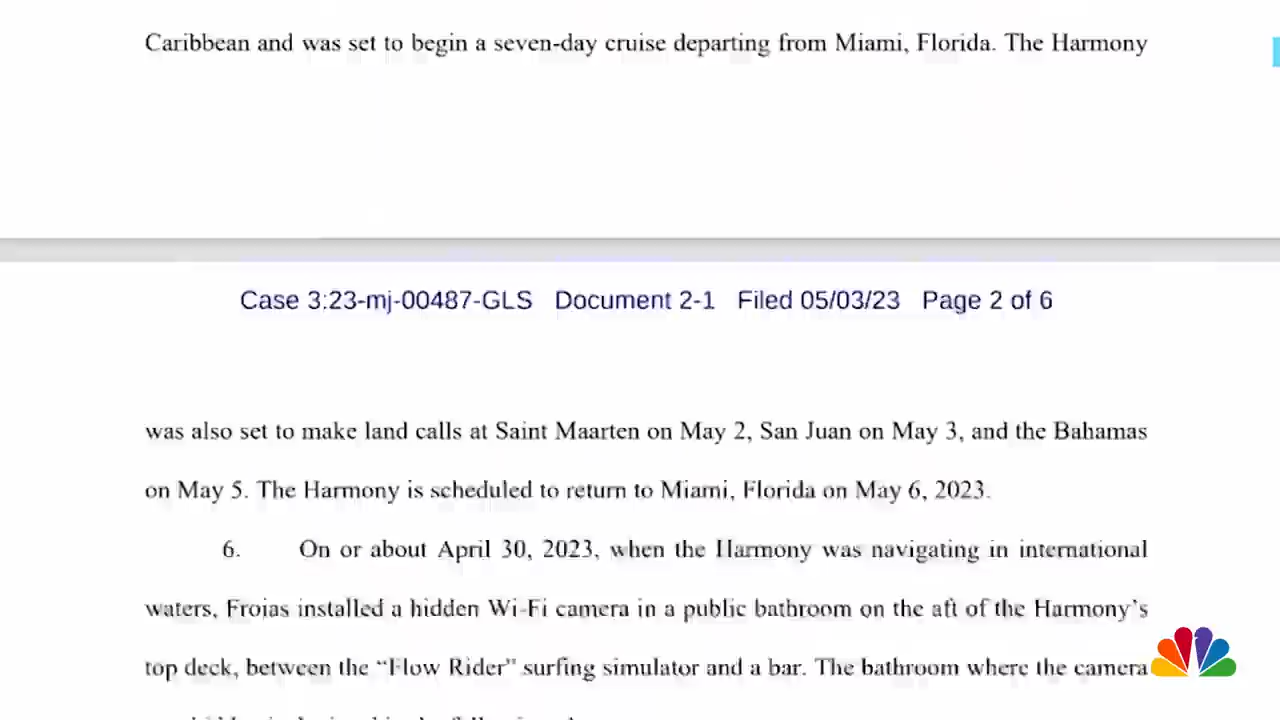 Caribbean and was set to begin a seven-day cruise departing from Miami, Florida. The Harmony
Case 3:23-mj-00487-GLS Document 2-1 Filed 05/03/23 Page 2 of 6
was also set to make land calls at Saint Maarten on May 2, San Juan on May 3, and the Bahamas
on May 5. The Harmony is scheduled to return to Miami, Florida on May 6, 2023.
6. On or about April 30, 2023, when the Harmony was navigating in international
waters, Froias installed a hidden Wi-Fi camera in a public bathroom on the aft of the Harmony's
top deck, between the “Flow Rider” surfing simulator and a bar. The bathroom where the camera